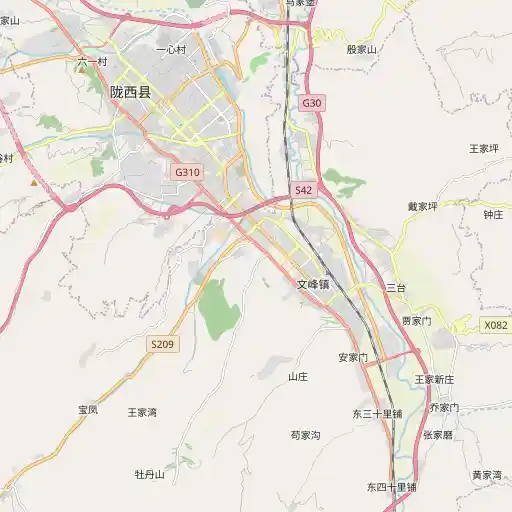 马家堡
家山
一心村
殷家山
六一村
陇西县
G30
王家坪
谷村
G310
S42
戴家坪
钟庄
文峰镇
三台
贾家门
X082
S209
安家门
山庄
王家新庄
宝凤
王家湾
东三十里铺
乔家门
苟家沟
张家磨
牡丹山
黄家湾
东四十里铺